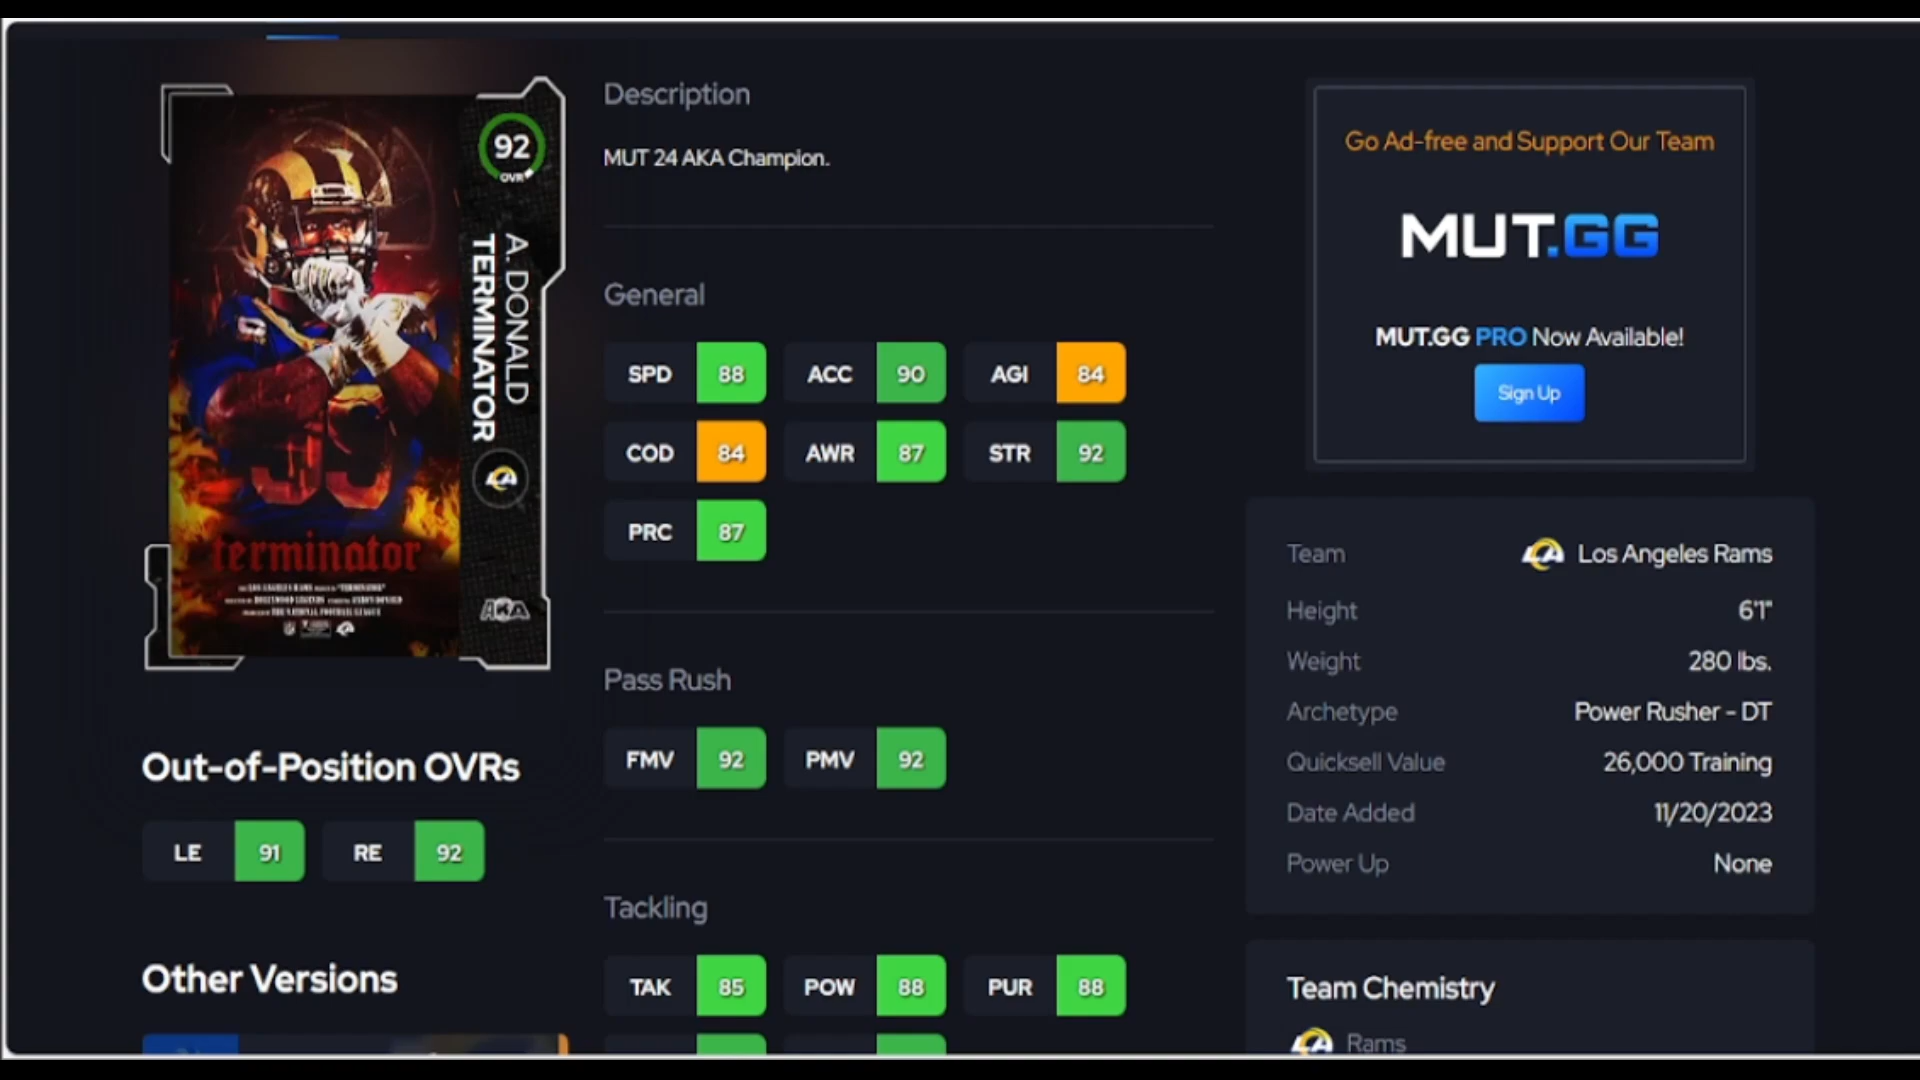 92
OVR
A. DONALD
TERMINATOR
terminator
AKA
Out-of-Position OVRs
LE 91 RE 92
Other Versions
Description
MUT 24 AKA Champion.
General
SPD 88 ACC 90 AGI 84
COD 84 AWR 87 STR 92
PRC 87
Pass Rush
FMV 92 PMV 92
Tackling
TAK 85 POW 88 PUR 88
Go Ad-free and Support Our Team
MUT.GG
MUT.GG PRO Now Available!
Sign Up
Team Los Angeles Rams
Height 6'1"
Weight 280 lbs.
Archetype Power Rusher - DT
Quicksell Value 26,000 Training
Date Added 11/20/2023
Power Up None
Team Chemistry
Rams